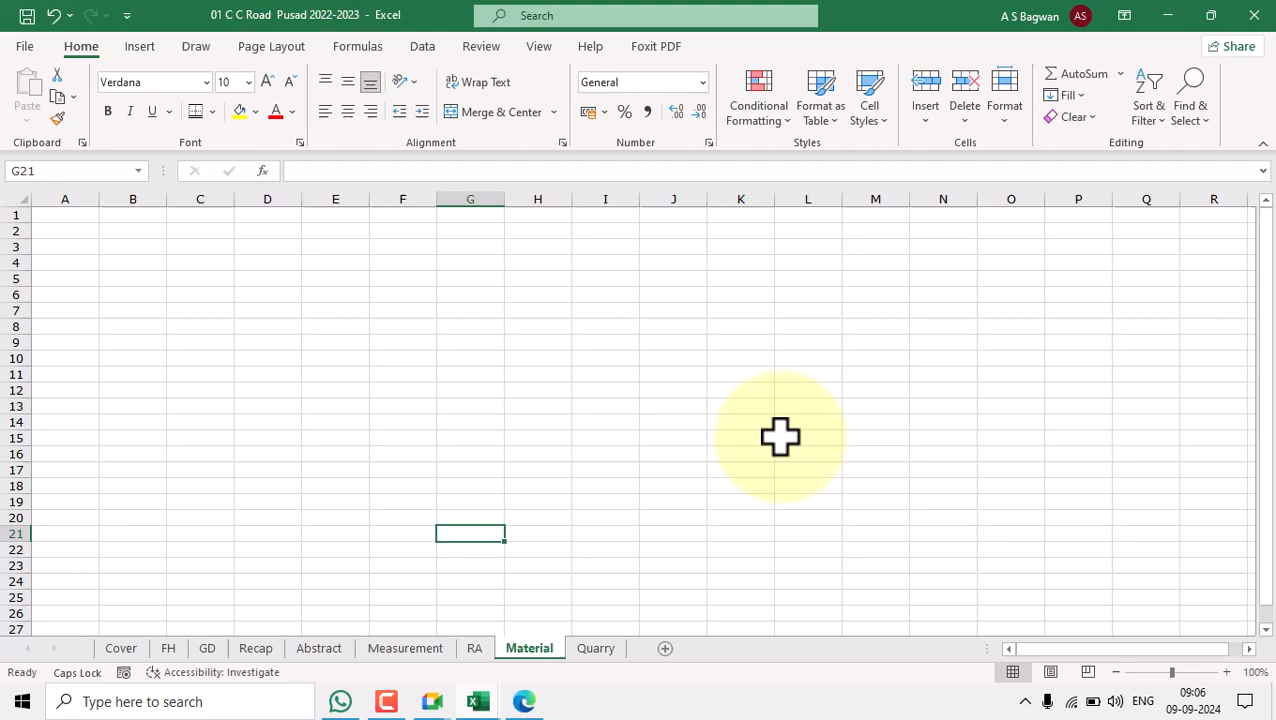 01 C C Road Pusad 2022-2023 - Excel
Search
A S Bagwan
AS
File Home Insert Draw Page Layout Formulas Data Review View Help Foxit PDF
Share
Paste
Clipboard
Verdana 10
B I U
Font
Wrap Text
Merge & Center
Alignment
General
Number
Conditional Formatting
Format as Table
Cell Styles
Styles
Insert Delete Format
Cells
AutoSum
Fill
Clear
Sort & Filter
Find & Select
Editing
G21
fx
A B C D E F G H I J K L M N O P Q R
1
2
3
4
5
6
7
8
9
10
11
12
13
14
15
16
17
18
19
20
21
22
23
24
25
26
27
Cover FH GD Recap Abstract Measurement RA Material Quarry
Ready Caps Lock Accessibility: Investigate 100%
Type here to search
ENG
09:06
09-09-2024